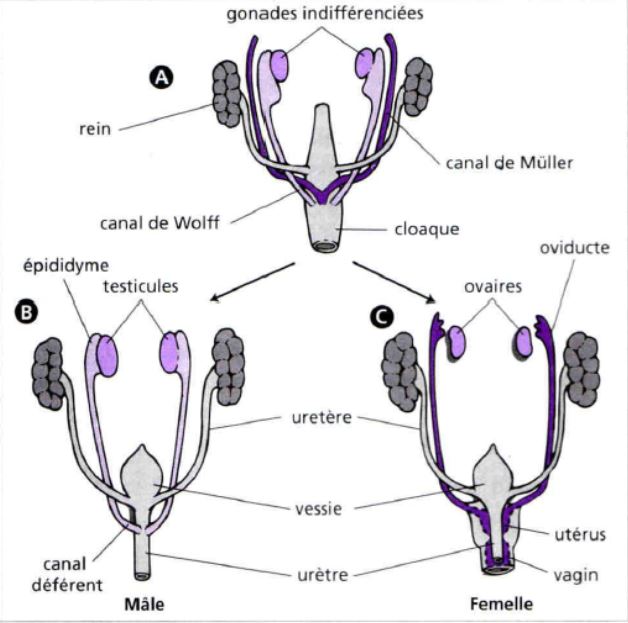 gonades indifférenciées
A
rein
canal de Müller
canal de Wolff
cloaque
épididyme
oviducte
testicules
ovaires
B
C
uretère
vessie
utérus
canal
déférent
urètre
vagin
Mâle
Femelle